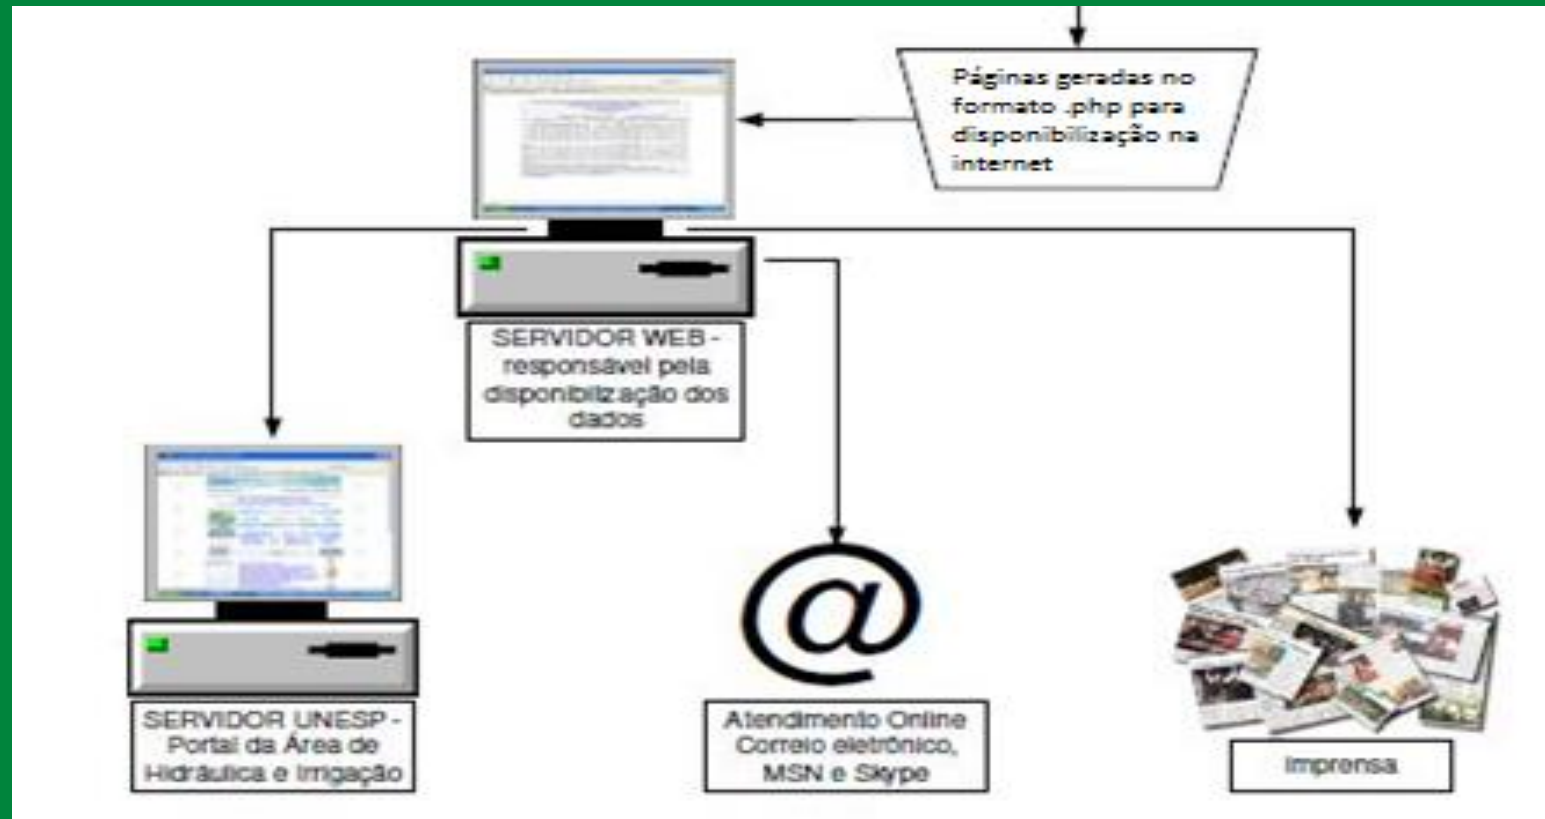 Páginas geradas no
formato .php para
disponibilização na
internet
SERVIDOR WEB -
responsável pela
disponibilização dos
dados
SERVIDOR UNESP -
Portal da Área de
Hidráulica e Irrigação
@
Atendimento Online
Correio eletrônico,
MSN e Skype
Imprensa